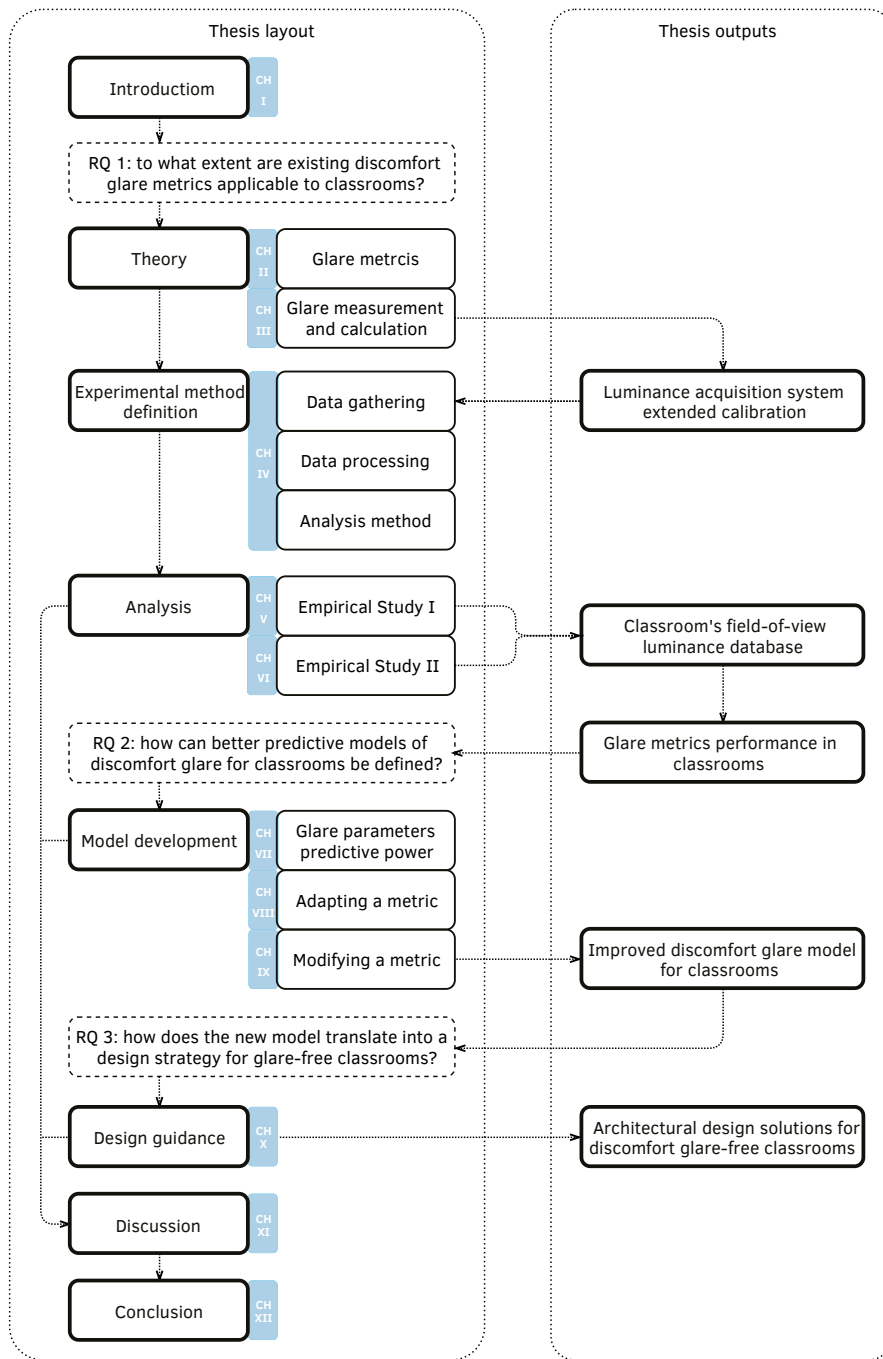 Thesis layout
Thesis outputs
Introductiom
CH
I
RQ 1: to what extent are existing discomfort
glare metrics applicable to classrooms?
Theory
CH
II
Glare metrcis
CH
III
Glare measurement
and calculation
Experimental method
definition
CH
IV
Data gathering
Data processing
Analysis method
Luminance acquisition system
extended calibration
Analysis
CH
V
Empirical Study I
CH
VI
Empirical Study II
Classroom's field-of-view
luminance database
RQ 2: how can better predictive models of
discomfort glare for classrooms be defined?
Glare metrics performance in
classrooms
Model development
CH
VII
Glare parameters
predictive power
CH
VIII
Adapting a metric
CH
IX
Modifying a metric
Improved discomfort glare model
for classrooms
RQ 3: how does the new model translate into a
design strategy for glare-free classrooms?
Design guidance
CH
X
Architectural design solutions for
discomfort glare-free classrooms
Discussion
CH
XI
Conclusion
CH
XII